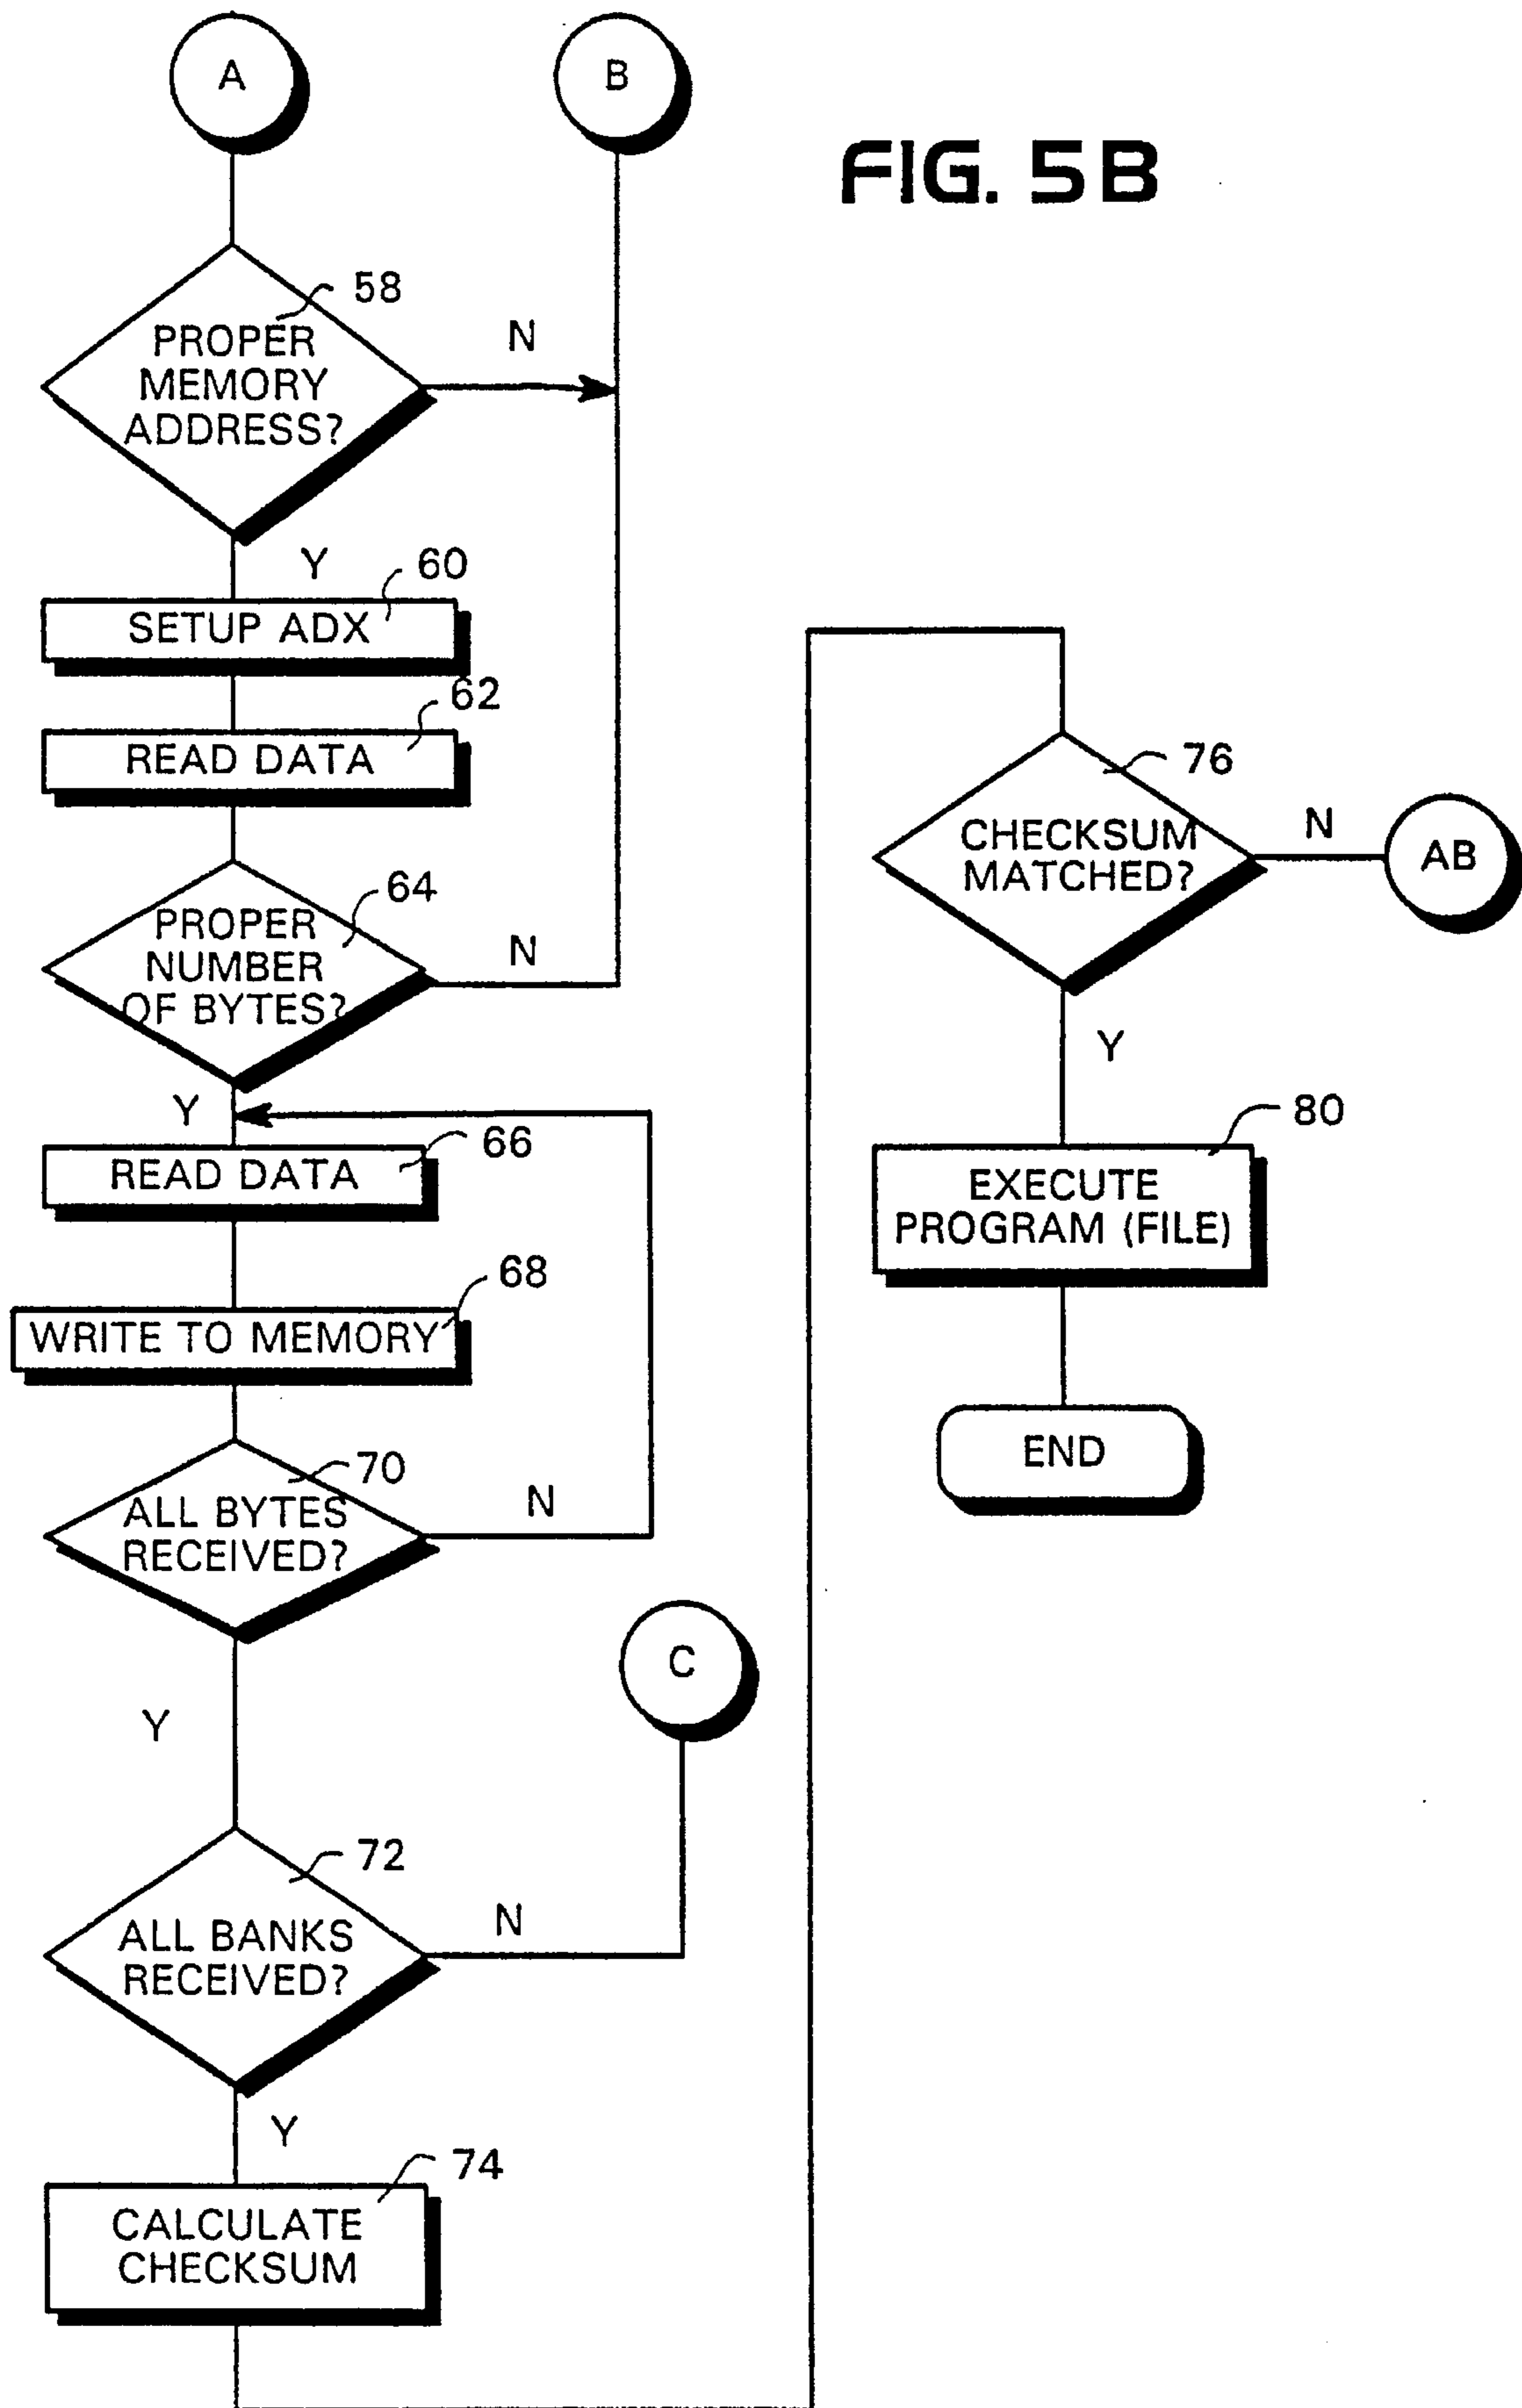 A
B
FIG. 5B
58
PROPER
MEMORY
ADDRESS?
N
Y
60
SETUP ADX
62
READ DATA
64
PROPER
NUMBER
OF BYTES?
N
Y
66
READ DATA
68
WRITE TO MEMORY
70
ALL BYTES
RECEIVED?
N
Y
C
72
ALL BANKS
RECEIVED?
N
Y
74
CALCULATE
CHECKSUM
76
CHECKSUM
MATCHED?
N
AB
Y
80
EXECUTE
PROGRAM (FILE)
END